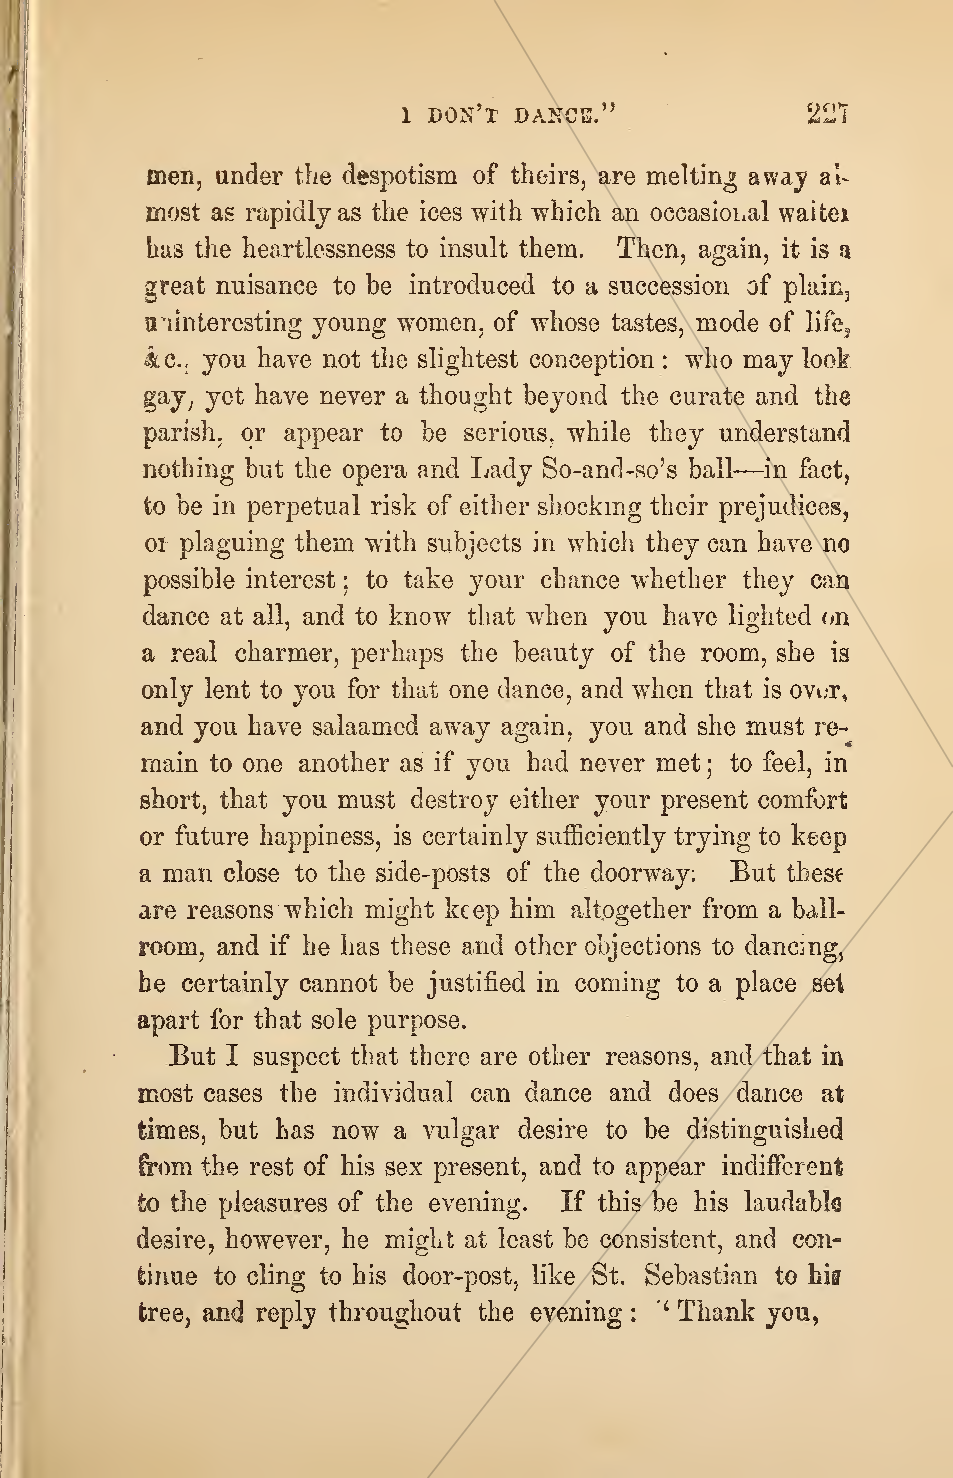 I DON'T DANCE." 227
men, under the despotism of theirs, are melting away al-
most as rapidly as the ices with which an occasional waiter
has the heartlessness to insult them. Then, again, it is a
great nuisance to be introduced to a succession of plain,
uninteresting young women, of whose tastes, mode of life,
&c., you have not the slightest conception: who may look
gay, yet have never a thought beyond the curate and the
parish, or appear to be serious, while they understand
nothing but the opera and Lady So-and-so's ball—in fact,
to be in perpetual risk of either shocking their prejudices,
or plaguing them with subjects in which they can have no
possible interest; to take your chance whether they can
dance at all, and to know that when you have lighted on
a real charmer, perhaps the beauty of the room, she is
only lent to you for that one dance, and when that is over,
and you have salaamed away again, you and she must re-
main to one another as if you had never met; to feel, in
short, that you must destroy either your present comfort
or future happiness, is certainly sufficiently trying to keep
a man close to the side-posts of the doorway. But these
are reasons which might keep him altogether from a ball-
room, and if he has these and other objections to dancing,
he certainly cannot be justified in coming to a place set
apart for that sole purpose.
But I suspect that there are other reasons, and that in
most cases the individual can dance and does dance at
times, but has now a vulgar desire to be distinguished
from the rest of his sex present, and to appear indifferent
to the pleasures of the evening. If this be his laudable
desire, however, he might at least be consistent, and con-
tinue to cling to his door-post, like St. Sebastian to his
tree, and reply throughout the evening: "Thank you,